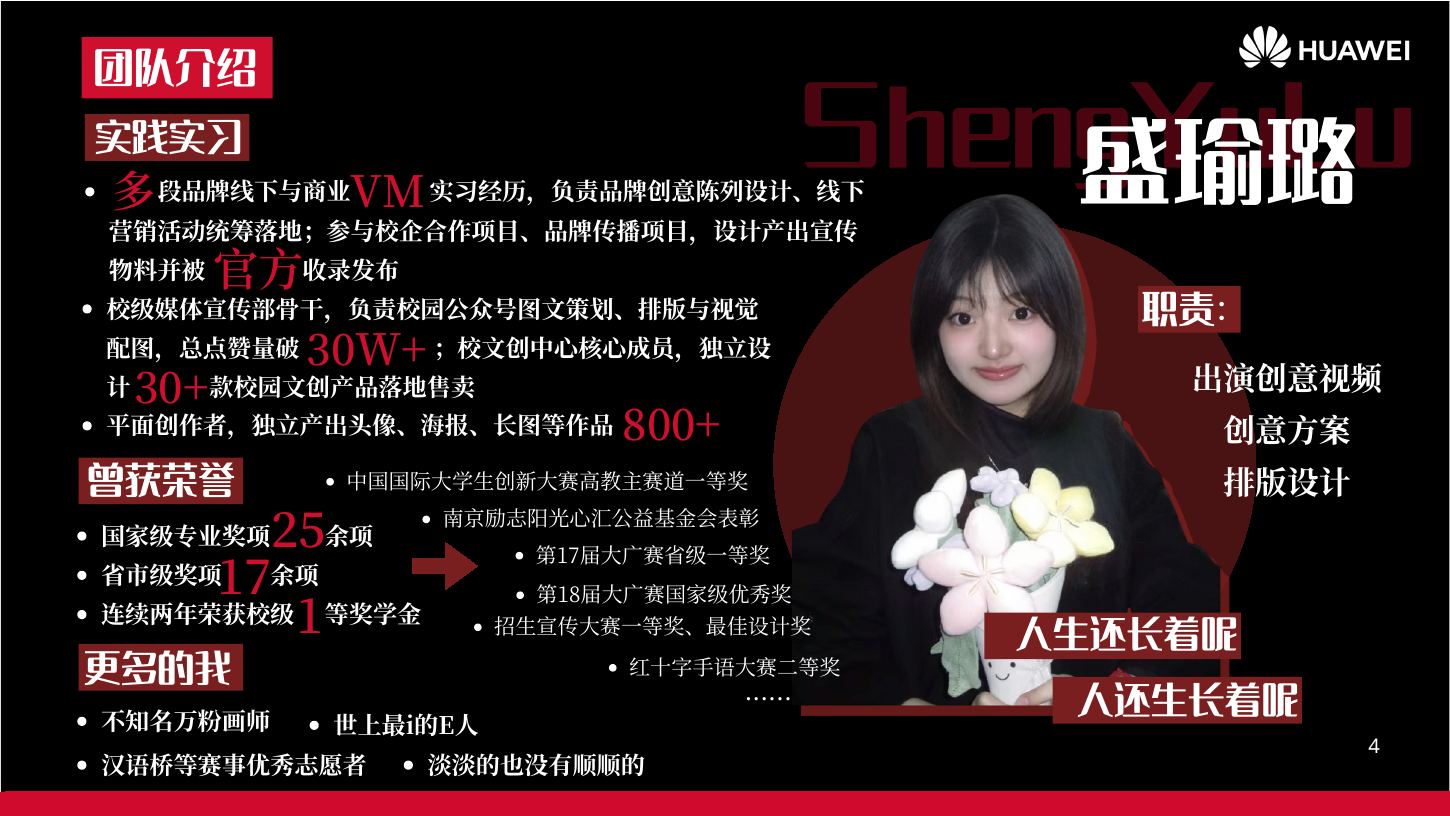 团队介绍
HUAWEI
ShengYuLu
盛瑜璐
实践实习
多段品牌线下与商业VM实习经历，负责品牌创意陈列设计、线下
营销活动统筹落地；参与校企合作项目、品牌传播项目，设计产出宣传
物料并被官方收录发布
校级媒体宣传部骨干，负责校园公众号图文策划、排版与视觉
配图，总点赞量破30W+；校文创中心核心成员，独立设
计30+款校园文创产品落地售卖
平面创作者，独立产出头像、海报、长图等作品800+
职责：
出演创意视频
创意方案
排版设计
曾获荣誉
国家级专业奖项25余项
省市级奖项17余项
连续两年荣获校级1等奖学金
中国国际大学生创新大赛高教主赛道一等奖
南京励志阳光心汇公益基金会表彰
第17届大广赛省级一等奖
第18届大广赛国家级优秀奖
招生宣传大赛一等奖、最佳设计奖
红十字手语大赛二等奖
……
人生还长着呢
人还生长着呢
更多的我
不知名万粉画师
世上最i的E人
汉语桥等赛事优秀志愿者
淡淡的也没有顺顺的
4